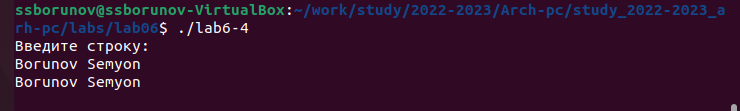 ssborunov@ssborunov-VirtualBox:~/work/study/2022-2023/Arch-pc/study_2022-2023_a
rh-pc/labs/lab06$ ./lab6-4
Введите строку:
Borunov Semyon
Borunov Semyon